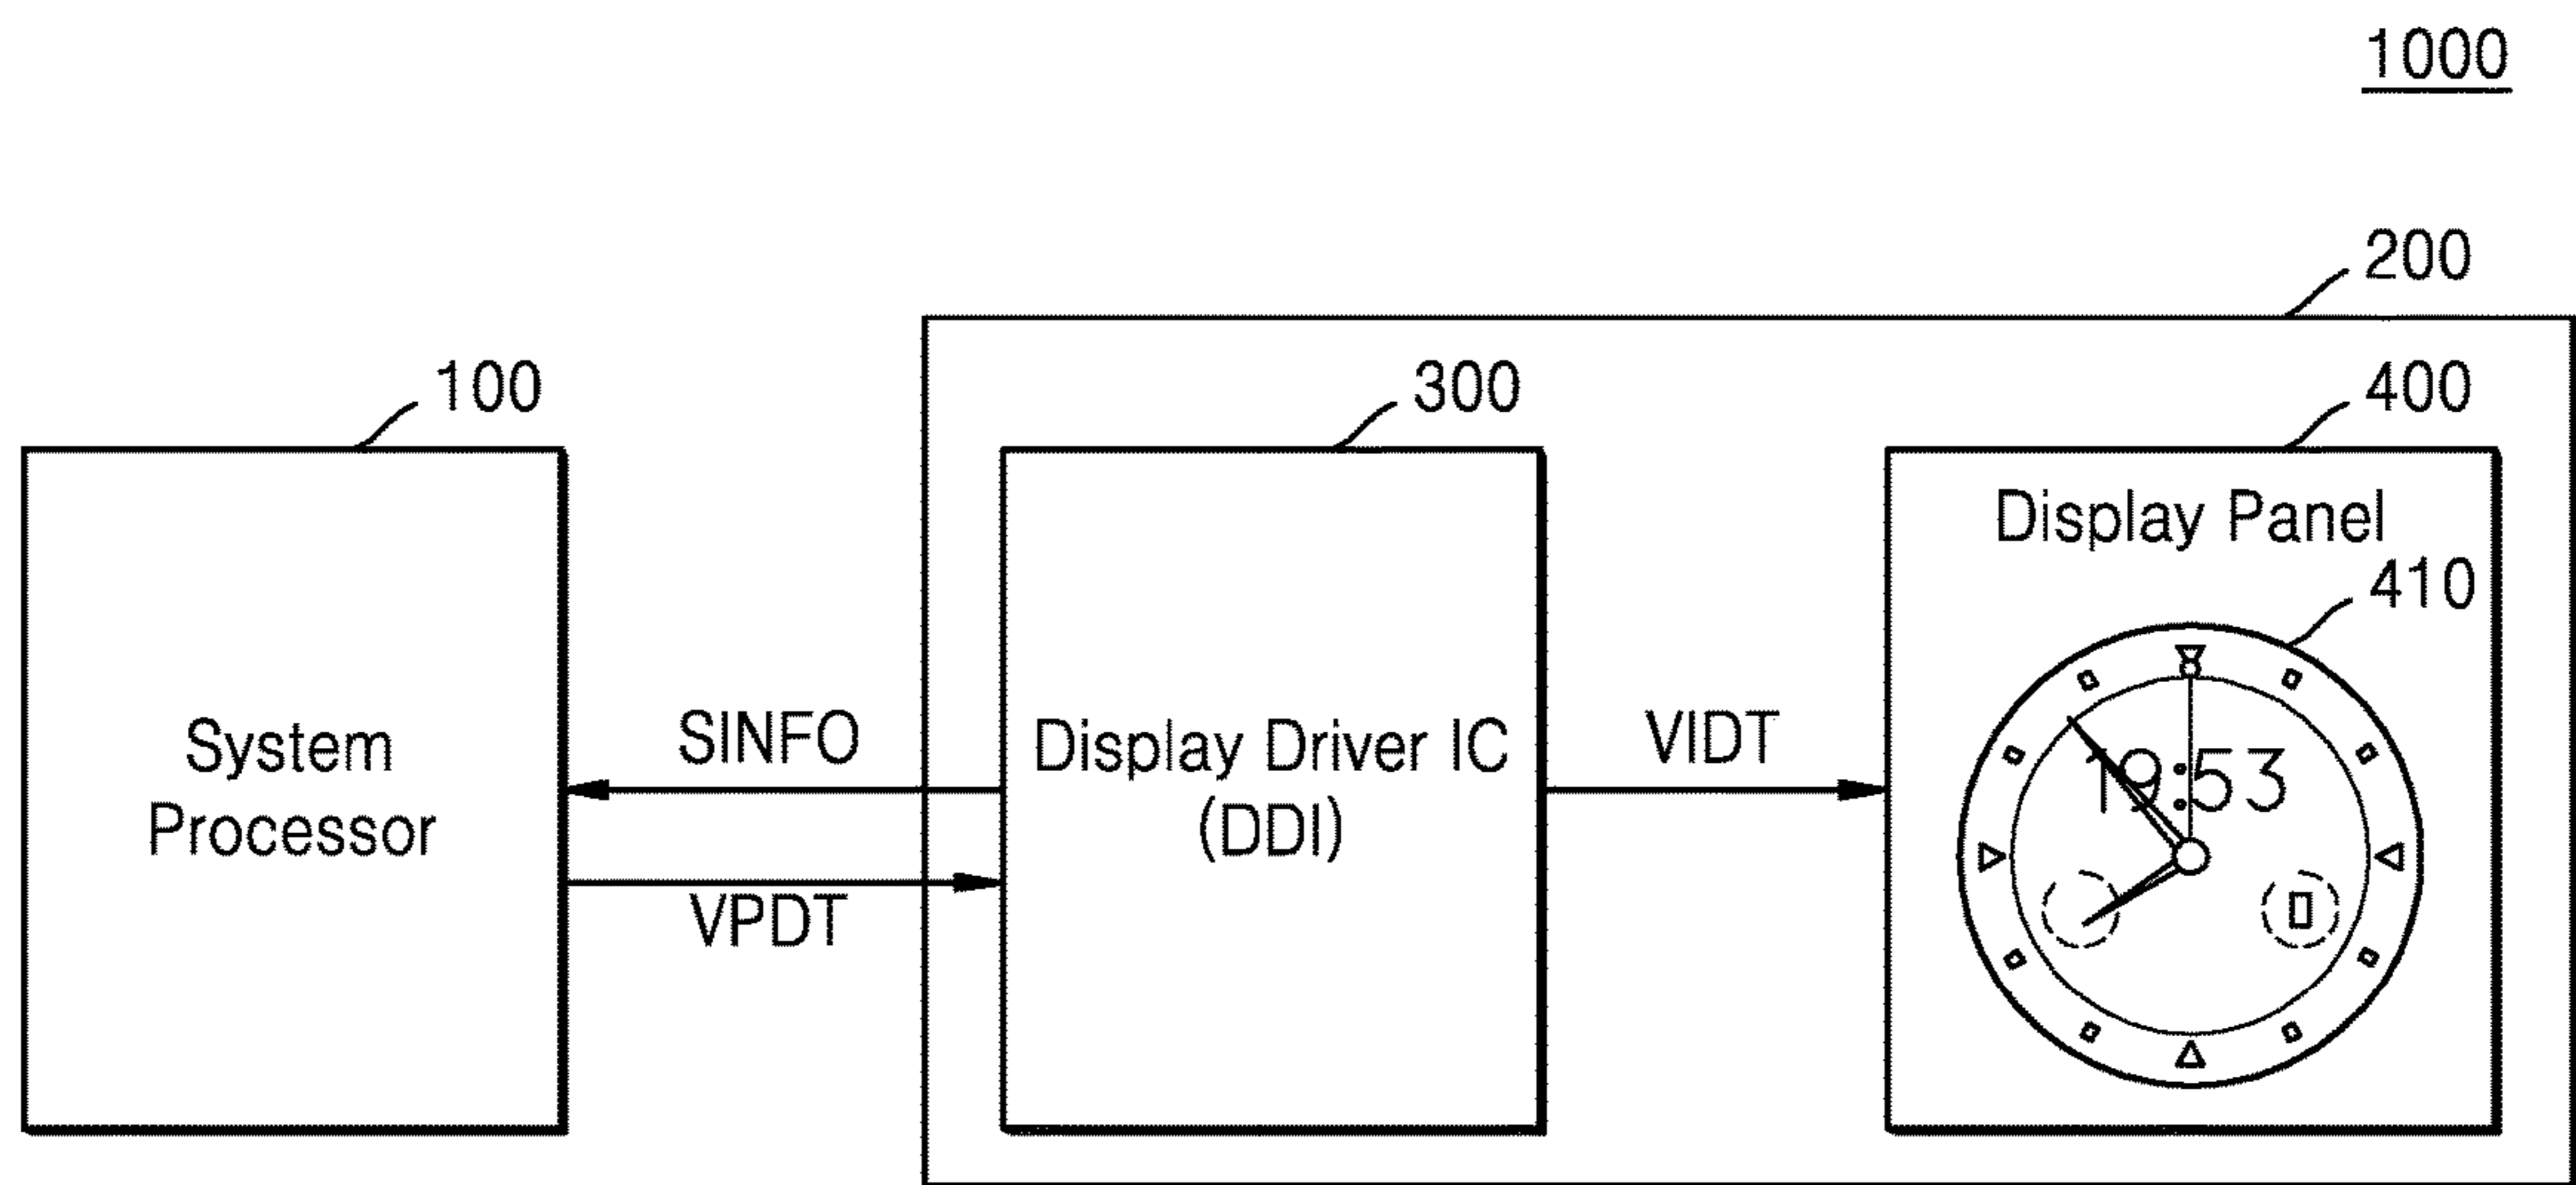 1000
200
100
300
400
Display Panel
410
System
Processor
SINFO
VPDT
Display Driver IC
(DDI)
VIDT
19:53